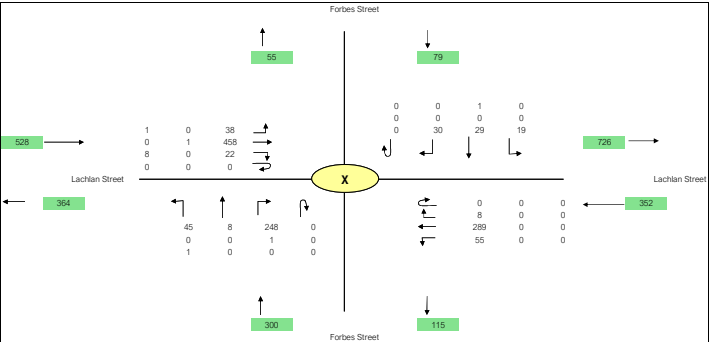 Forbes Street
55 79
0 0 1 0
0 0 0 0
1 0 38 0 30 29 19
528 0 1 458 726
8 0 22
0 0 0
Lachlan Street X Lachlan Street
364 0 0 0 352
8 0 0
45 8 248 0 289 0 0
0 0 1 0 55 0 0
1 0 0 0
300 115
Forbes Street